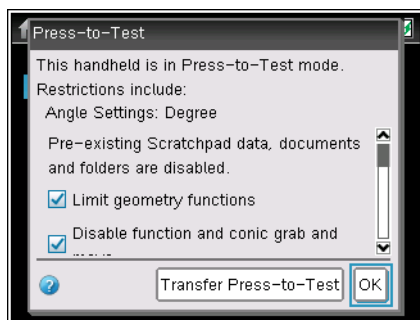 Press-to-Test
This handheld is in Press-to-Test mode.
Restrictions include:
Angle Settings: Degree
Pre-existing Scratchpad data, documents
and folders are disabled.
Limit geometry functions
Disable function and conic grab and
Transfer Press-to-Test OK